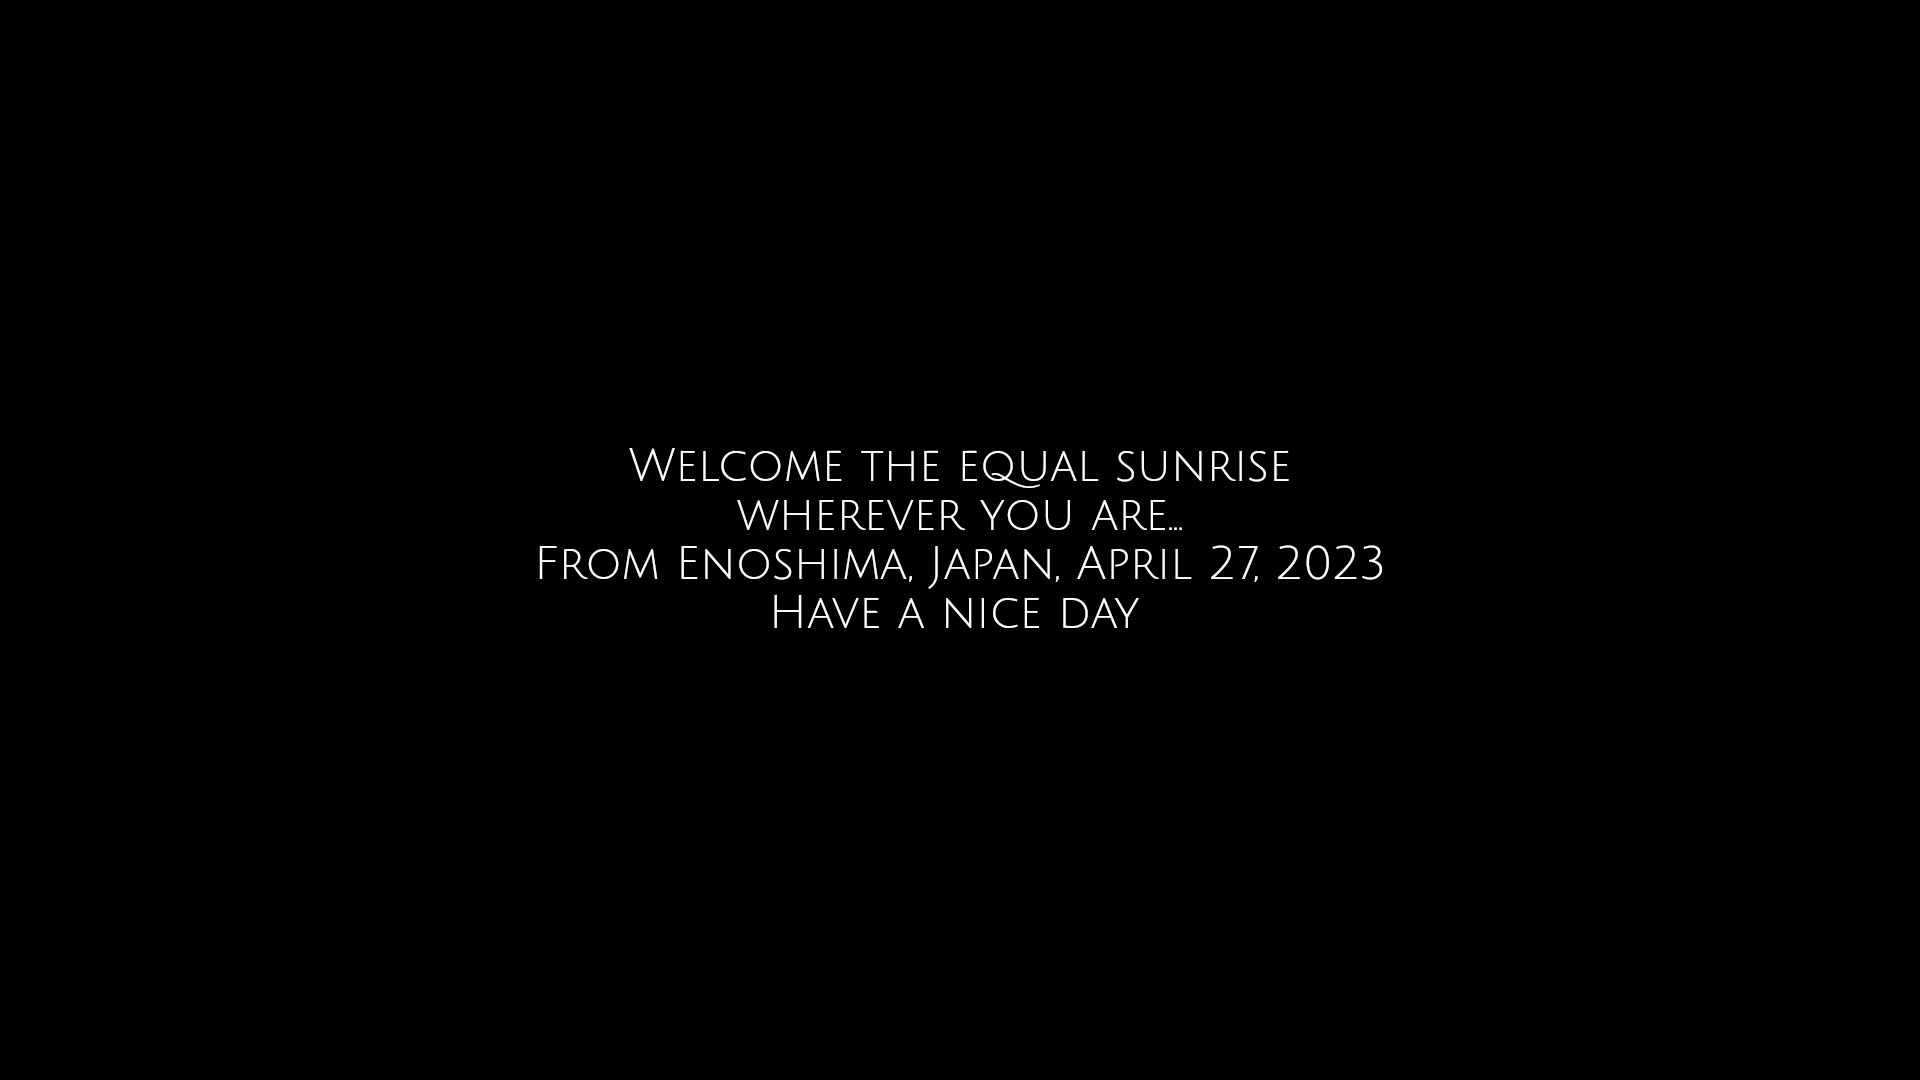 Welcome the equal sunrise
wherever you are...
From Enoshima, Japan, April 27, 2023
Have a nice day